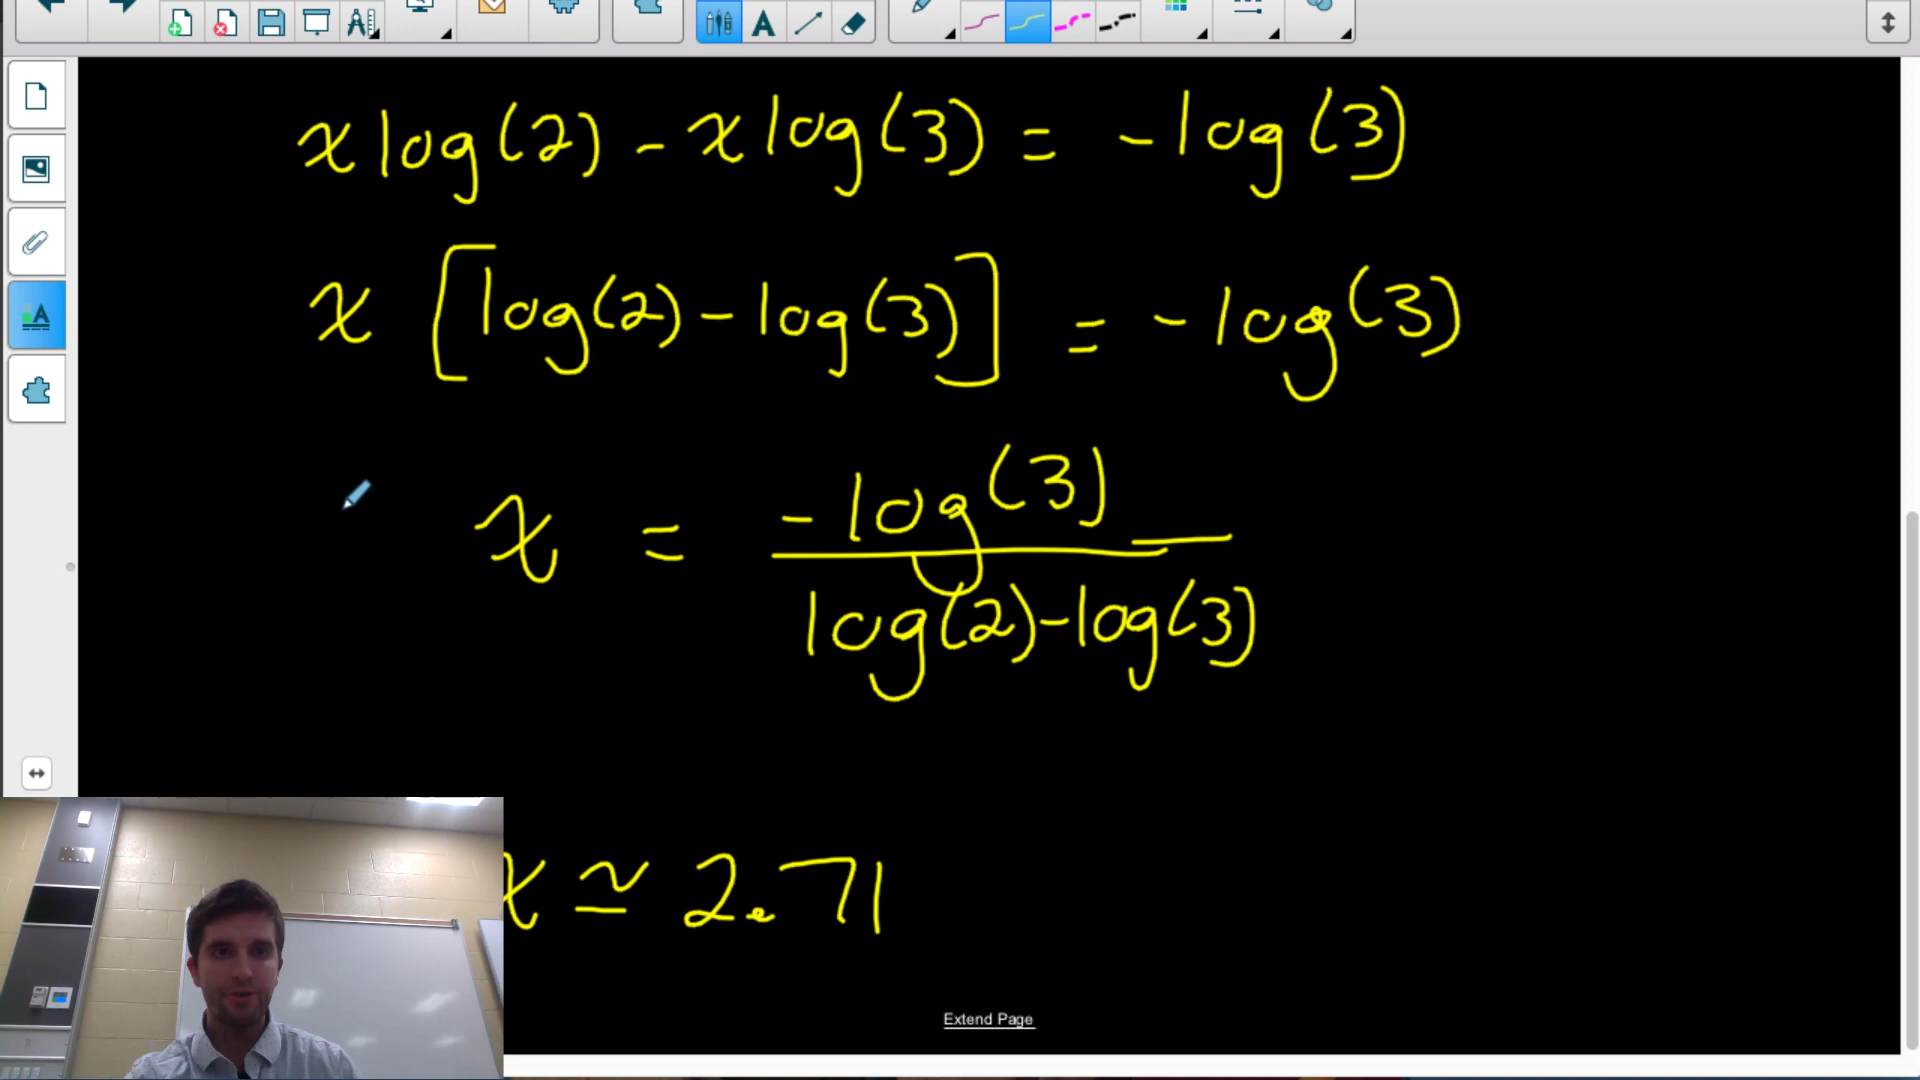 x log(2) - x log(3) = - log(3)
x [log(2) - log(3)] = - log(3)
x = - log(3)
log(2) - log(3)
x ≃ 2.71
Extend Page